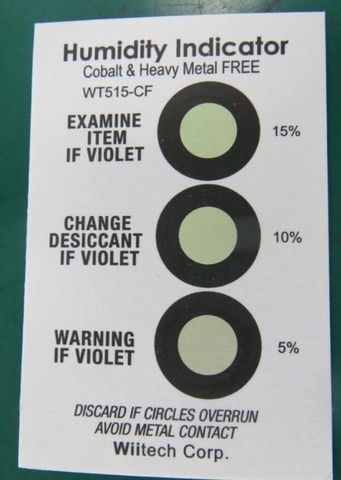 Humidity Indicator
Cobalt & Heavy Metal FREE
WT515-CF
EXAMINE
ITEM
IF VIOLET
15%
CHANGE
DESICCANT
IF VIOLET
10%
WARNING
IF VIOLET
5%
DISCARD IF CIRCLES OVERRUN
AVOID METAL CONTACT
Wiitech Corp.